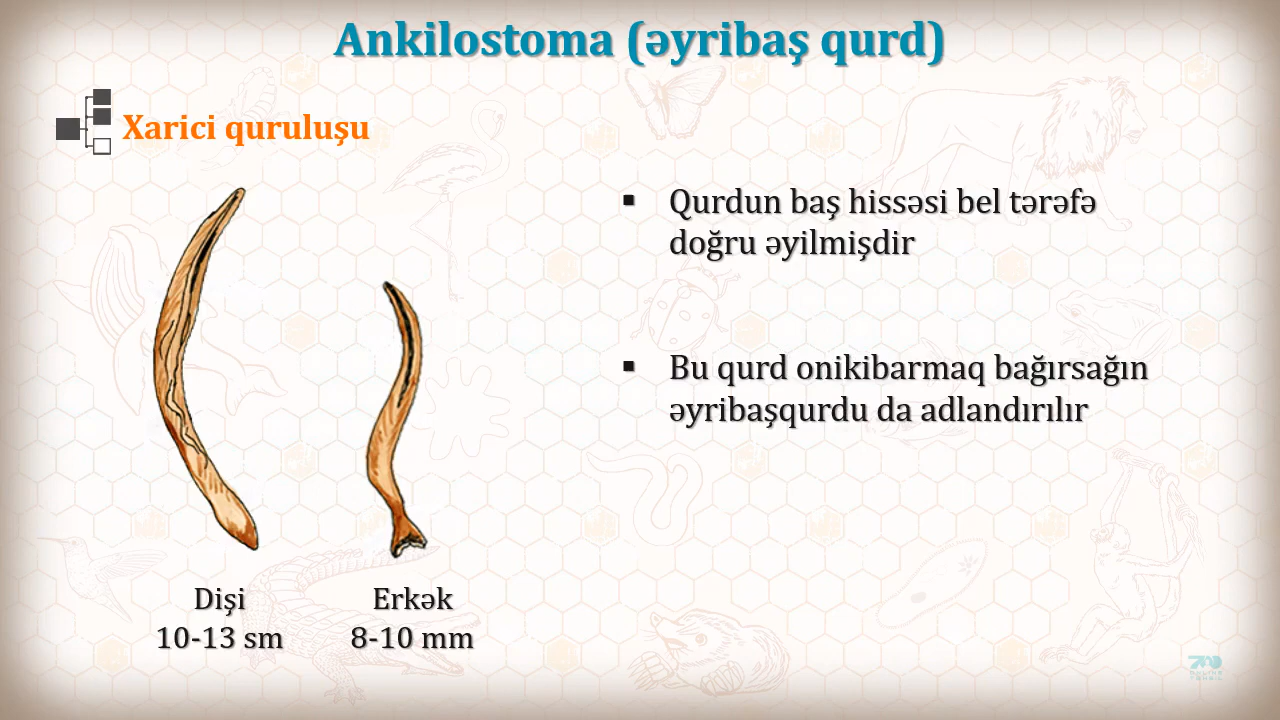 Ankilostoma (əyribaş qurd)
Xarici quruluşu
▪ Qurdun baş hissəsi bel tərəfə
doğru əyilmişdir
▪ Bu qurd onikibarmaq bağırsağın
əyribaşqurdu da adlandırılır
Dişi
10-13 sm
Erkək
8-10 mm